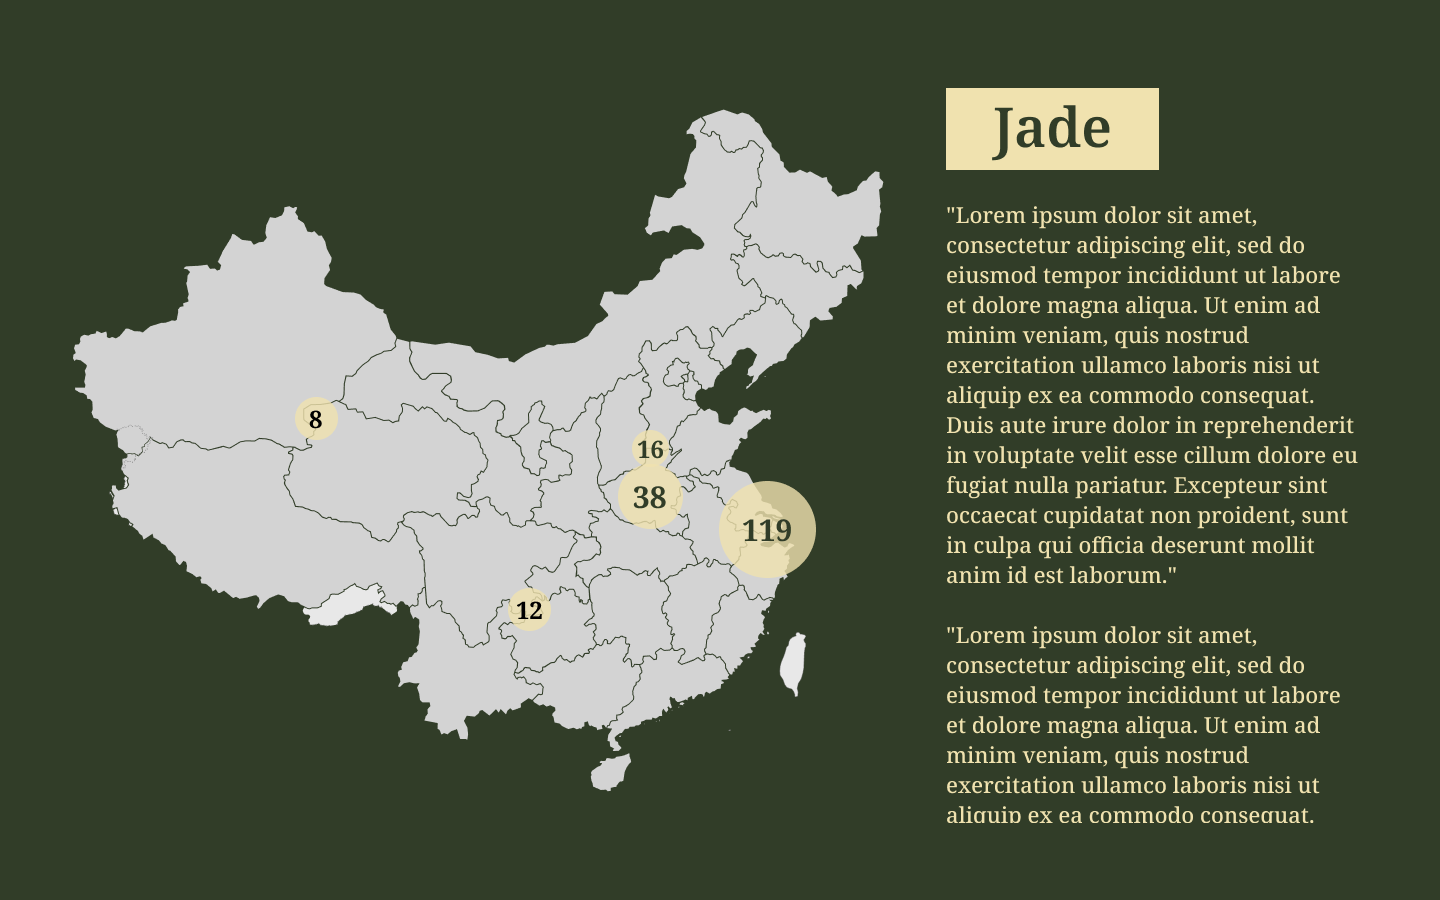 Jade
"Lorem ipsum dolor sit amet,
consectetur adipiscing elit, sed do
eiusmod tempor incididunt ut labore
et dolore magna aliqua. Ut enim ad
minim veniam, quis nostrud
exercitation ullamco laboris nisi ut
aliquip ex ea commodo consequat.
Duis aute irure dolor in reprehenderit
in voluptate velit esse cillum dolore eu
fugiat nulla pariatur. Excepteur sint
occaecat cupidatat non proident, sunt
in culpa qui officia deserunt mollit
anim id est laborum."
"Lorem ipsum dolor sit amet,
consectetur adipiscing elit, sed do
eiusmod tempor incididunt ut labore
et dolore magna aliqua. Ut enim ad
minim veniam, quis nostrud
exercitation ullamco laboris nisi ut
aliquip ex ea commodo consequat.
8
16
38
119
12